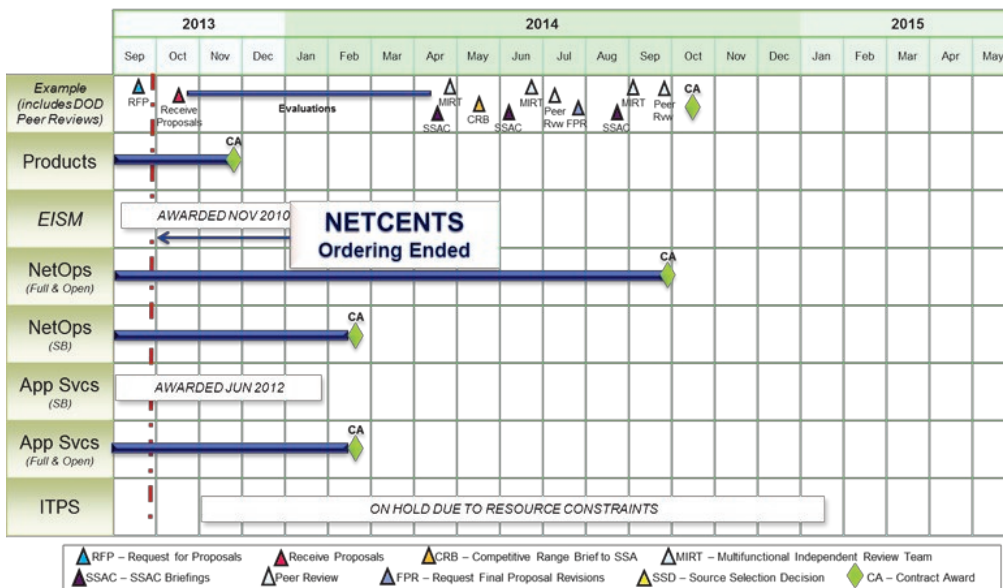 2013 2014 2015
Sep Oct Nov Dec Jan Feb Mar Apr May Jun Jul Aug Sep Oct Nov Dec Jan Feb Mar Apr May
Example
(includes DOD
Peer Reviews)
RFP
Receive
Proposals
Evaluations
MIRT
SSAC
CRB
SSAC
MIRT
Peer
Rvw
FPR
SSAC
MIRT
Peer
Rvw
CA
Products
CA
EISM
AWARDED NOV 2010
NETCENTS
Ordering Ended
NetOps
(Full & Open)
CA
NetOps
(SB)
CA
App Svcs
(SB)
AWARDED JUN 2012
App Svcs
(Full & Open)
CA
ITPS
ON HOLD DUE TO RESOURCE CONSTRAINTS
RFP – Request for Proposals Receive Proposals CRB – Competitive Range Brief to SSA MIRT – Multifunctional Independent Review Team
SSAC – SSAC Briefings Peer Review FPR – Request Final Proposal Revisions SSD – Source Selection Decision CA – Contract Award